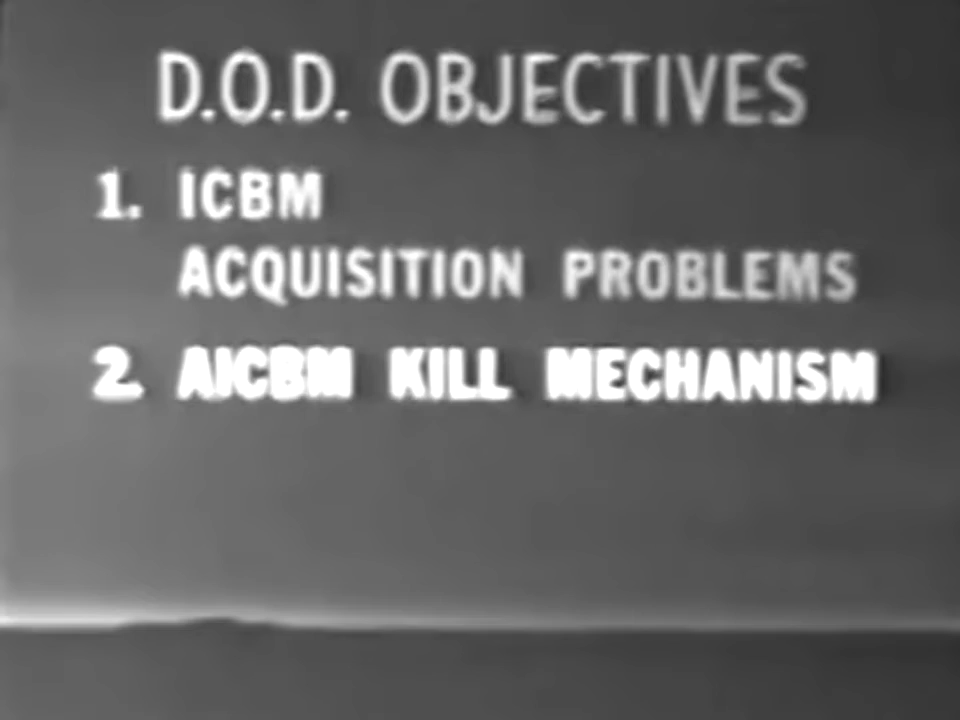 D.O.D. OBJECTIVES
1. ICBM
ACQUISITION PROBLEMS
2. AICBM KILL MECHANISM